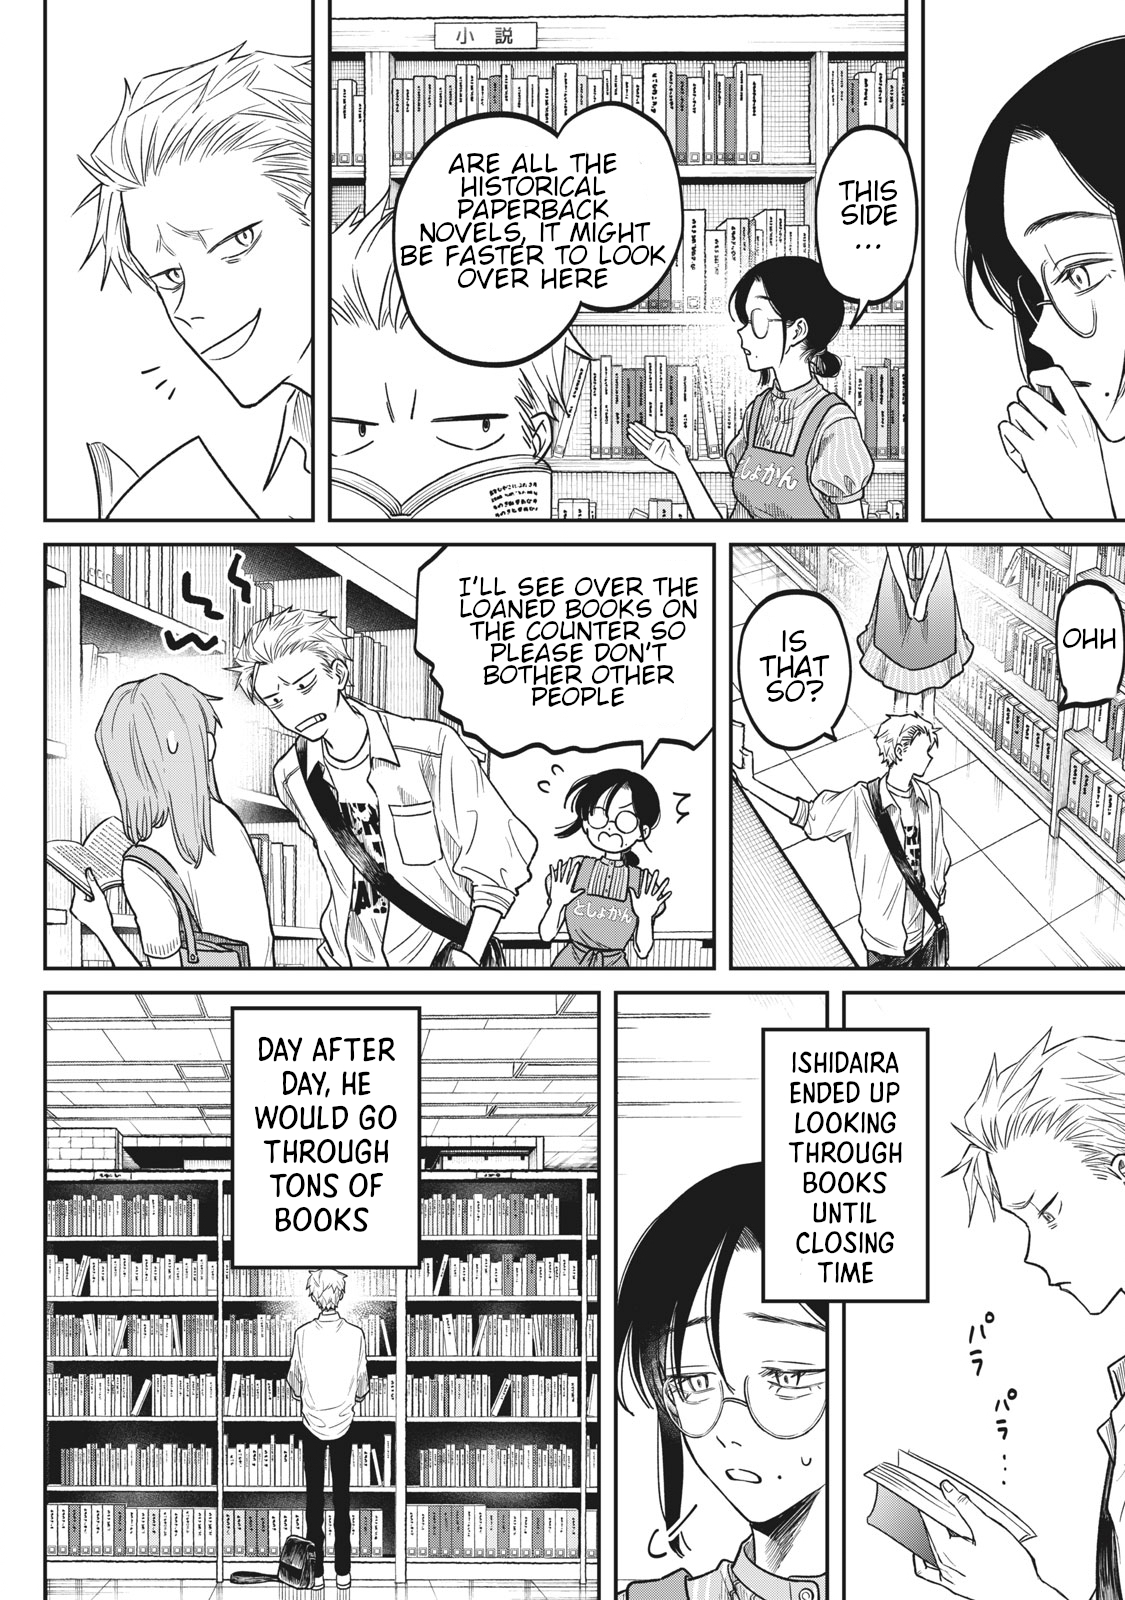 小説
THIS
SIDE
...
ARE ALL THE
HISTORICAL
PAPERBACK
NOVELS, IT MIGHT
BE FASTER TO LOOK
OVER HERE
としょかん
OHH
IS
THAT
SO?
I'LL SEE OVER THE
LOANED BOOKS ON
THE COUNTER SO
PLEASE DON'T
BOTHER OTHER
PEOPLE
としょかん
ISHIDAIRA
ENDED UP
LOOKING
THROUGH
BOOKS
UNTIL
CLOSING
TIME
パラ
パラ....
DAY AFTER
DAY, HE
WOULD GO
THROUGH
TONS OF
BOOKS